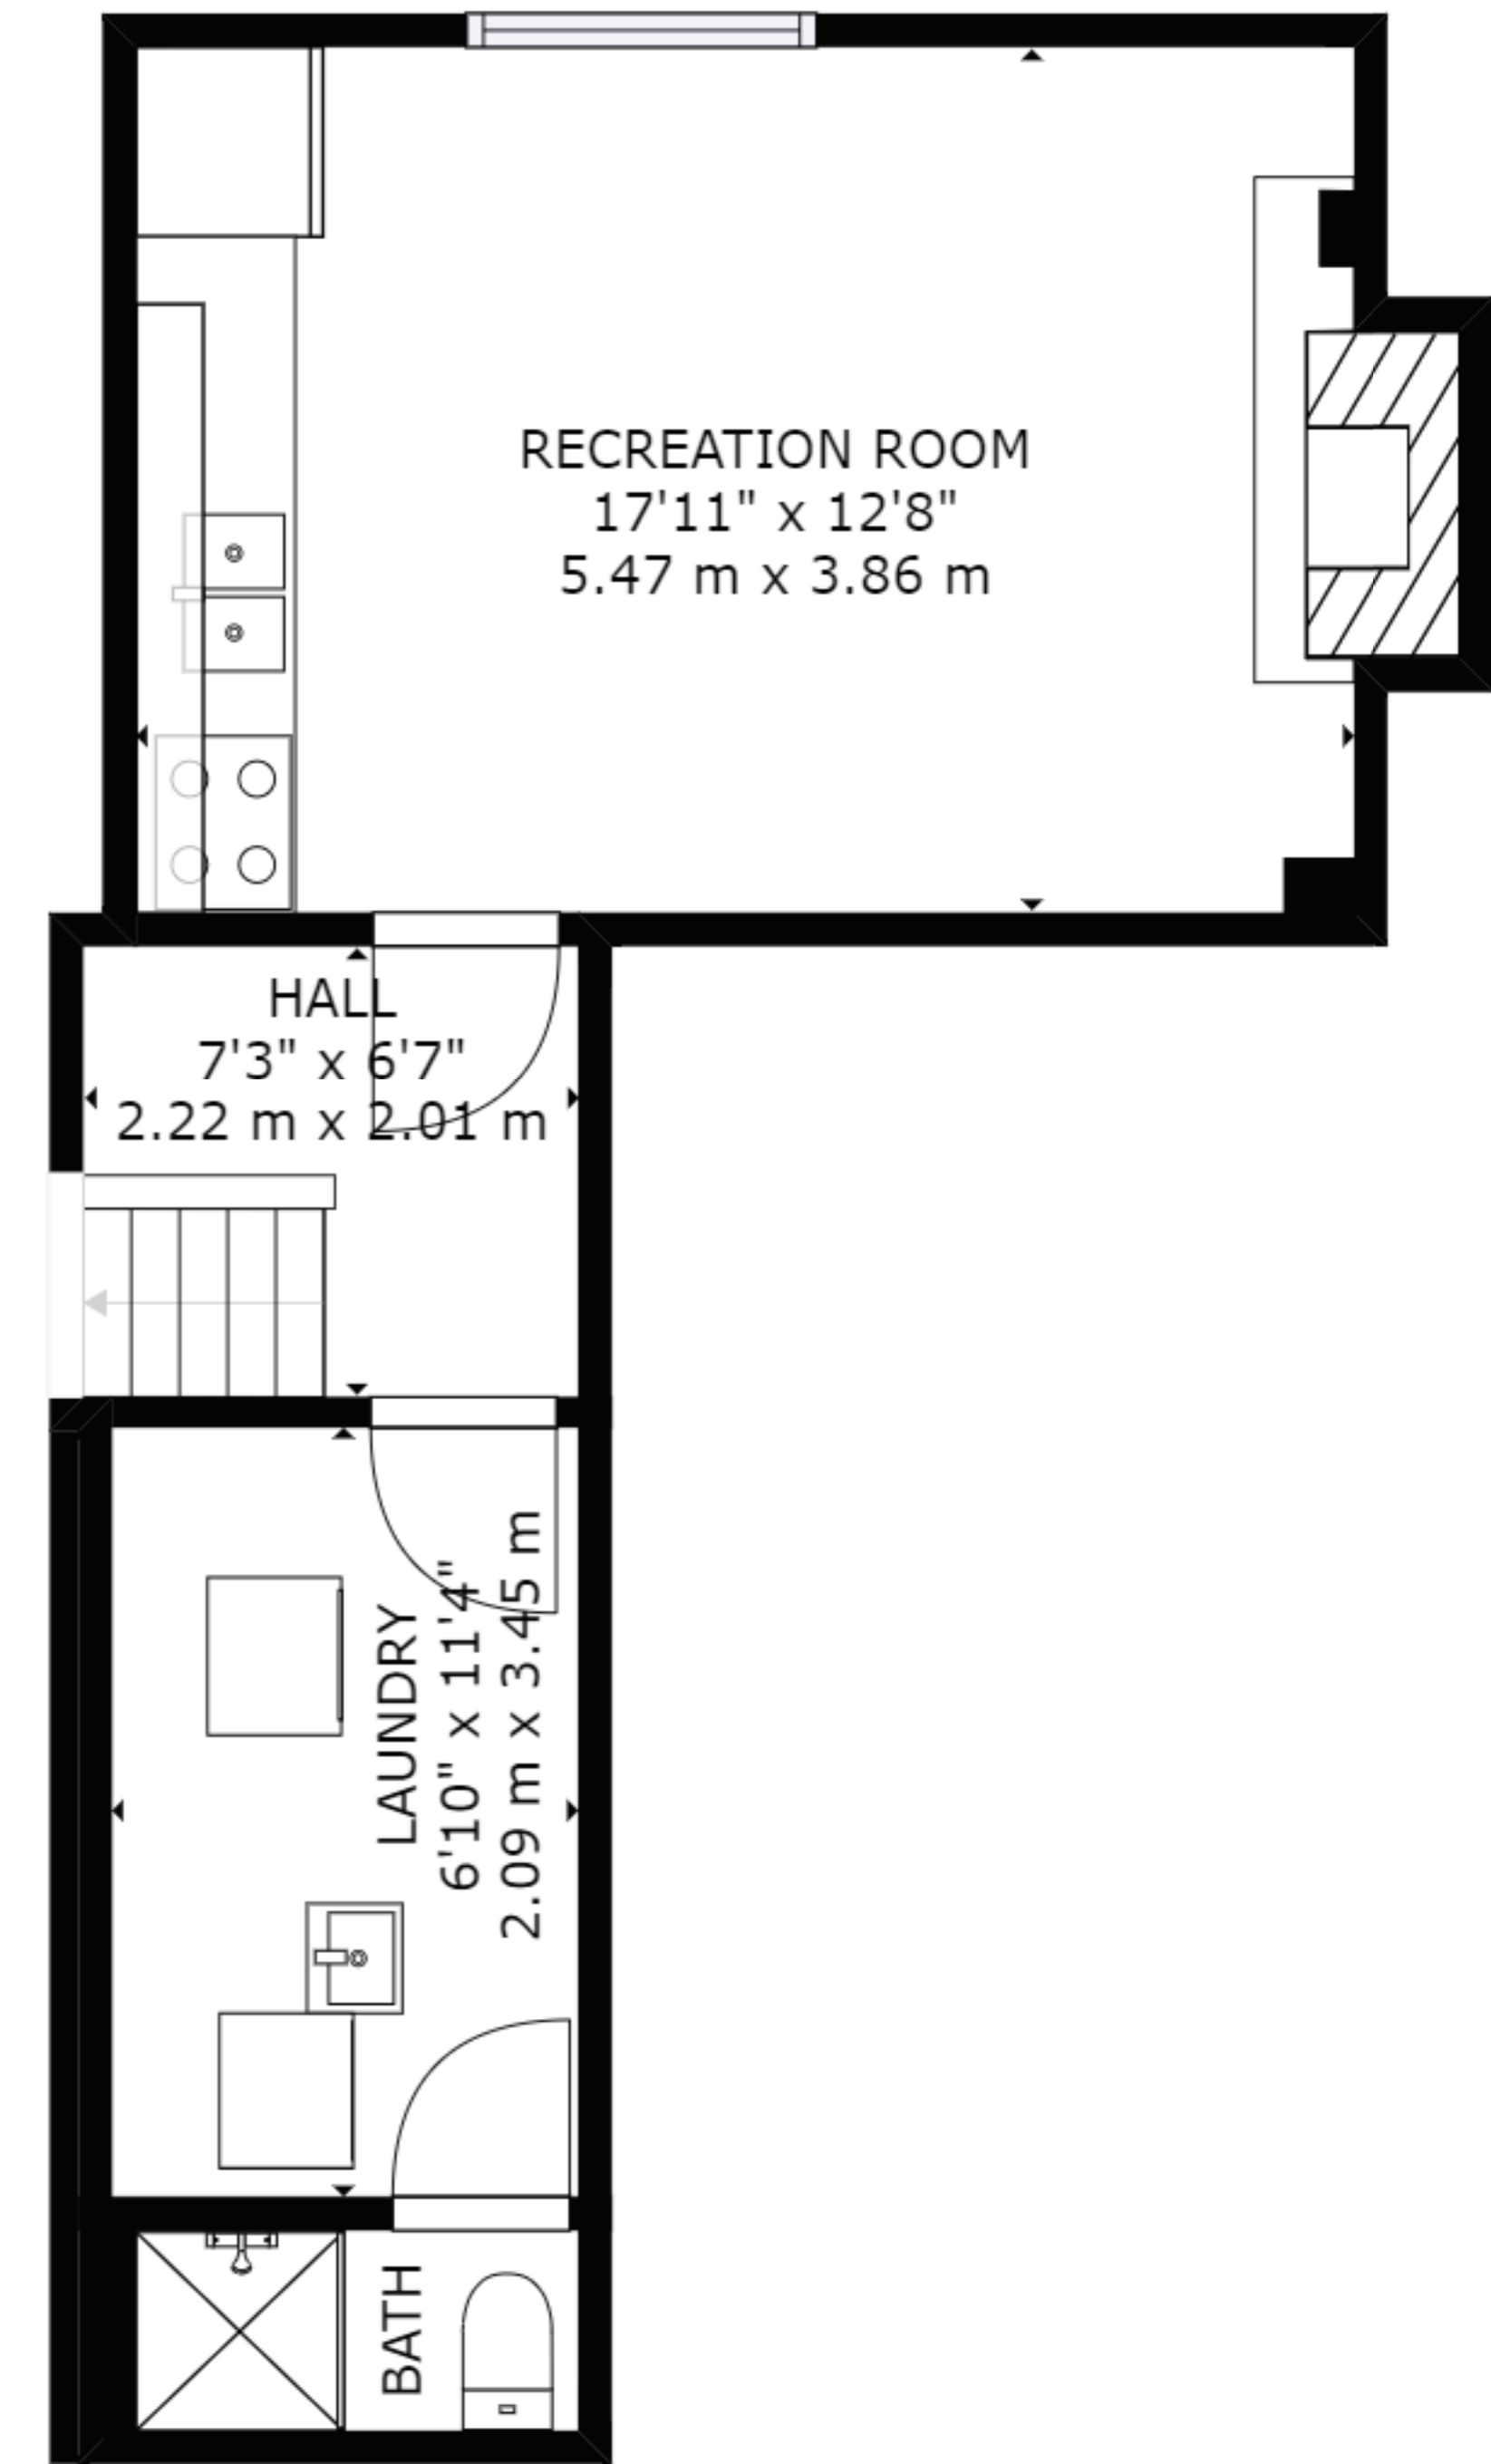 RECREATION ROOM
17'11" x 12'8"
5.47 m x 3.86 m
HALL
7'3" x 6'7"
2.22 m x 2.01 m
LAUNDRY
6'10" x 11'4"
2.09 m x 3.45 m
BATH